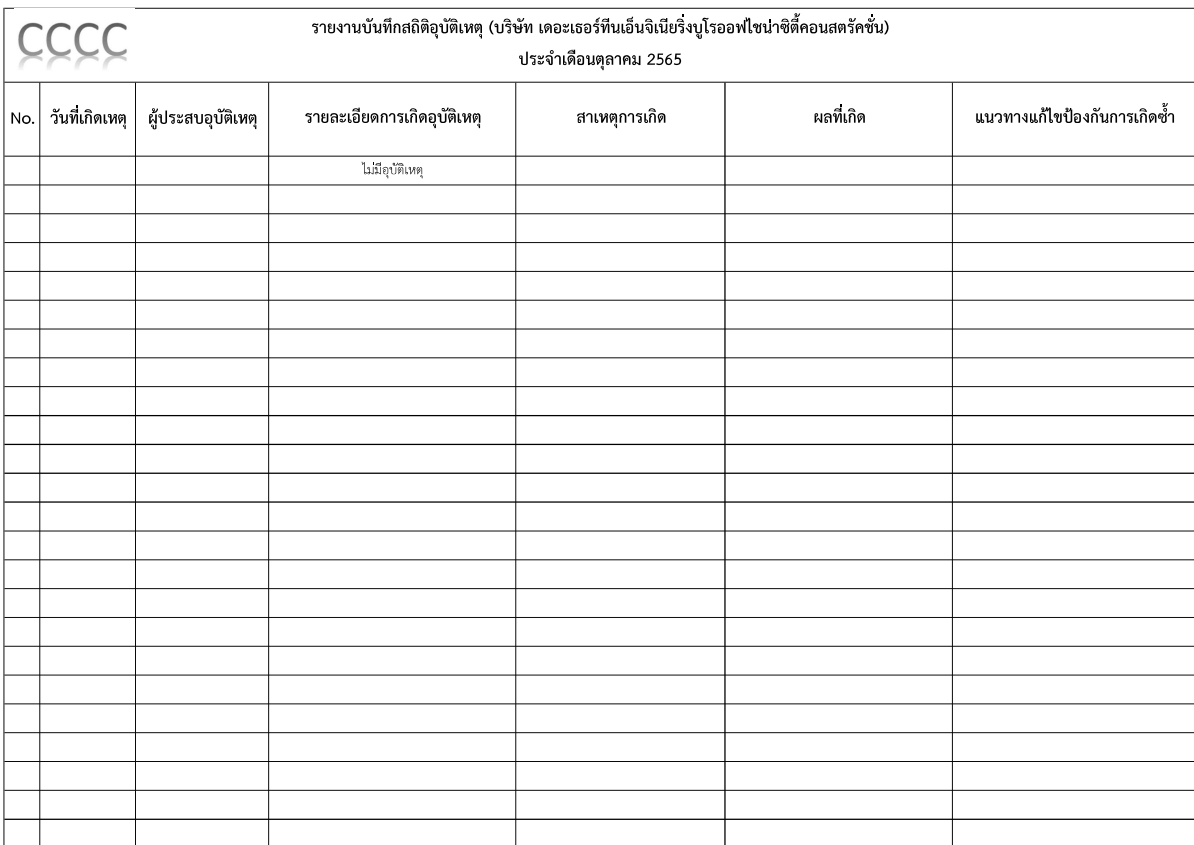 CCCC
รายงานบันทึกสถิติอุบัติเหตุ (บริษัท เดอะเธอร์ทีนเอ็นจิเนียริ่งบูโรออฟไชน่าซิตี้คอนสตรัคชั่น)
ประจำเดือนตุลาคม 2565
No. วันที่เกิดเหตุ ผู้ประสบอุบัติเหตุ รายละเอียดการเกิดอุบัติเหตุ สาเหตุการเกิด ผลที่เกิด แนวทางแก้ไขป้องกันการเกิดซ้ำ
ไม่มีอุบัติเหตุ